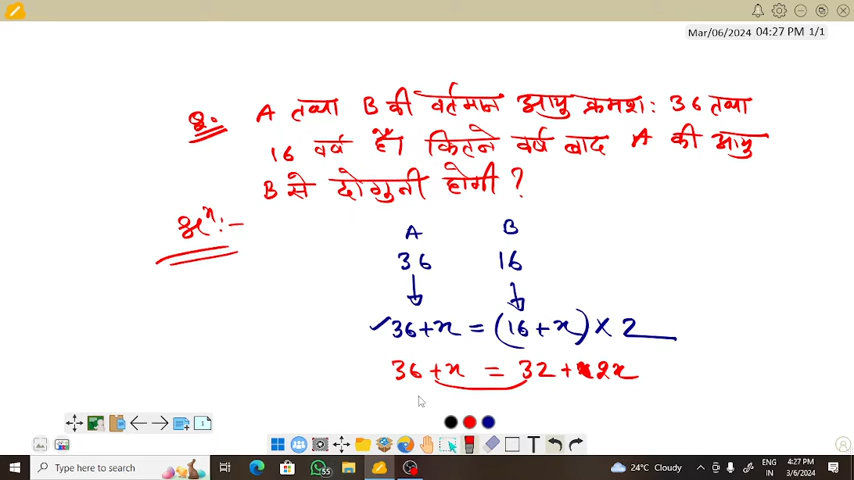 Mar/06/2024 04:27 PM 1/1
Q. A तथा B की वर्तमान आयु क्रमश: 36 तथा
16 वर्ष हैं। कितने वर्ष बाद A की आयु
B से दोगुनी होगी ?
:-
A B
36 16
36+x = (16+x) × 2
36+x = 32 + 2x
1
T
Type here to search
55
24°C Cloudy
ENG
IN
4:27 PM
3/6/2024